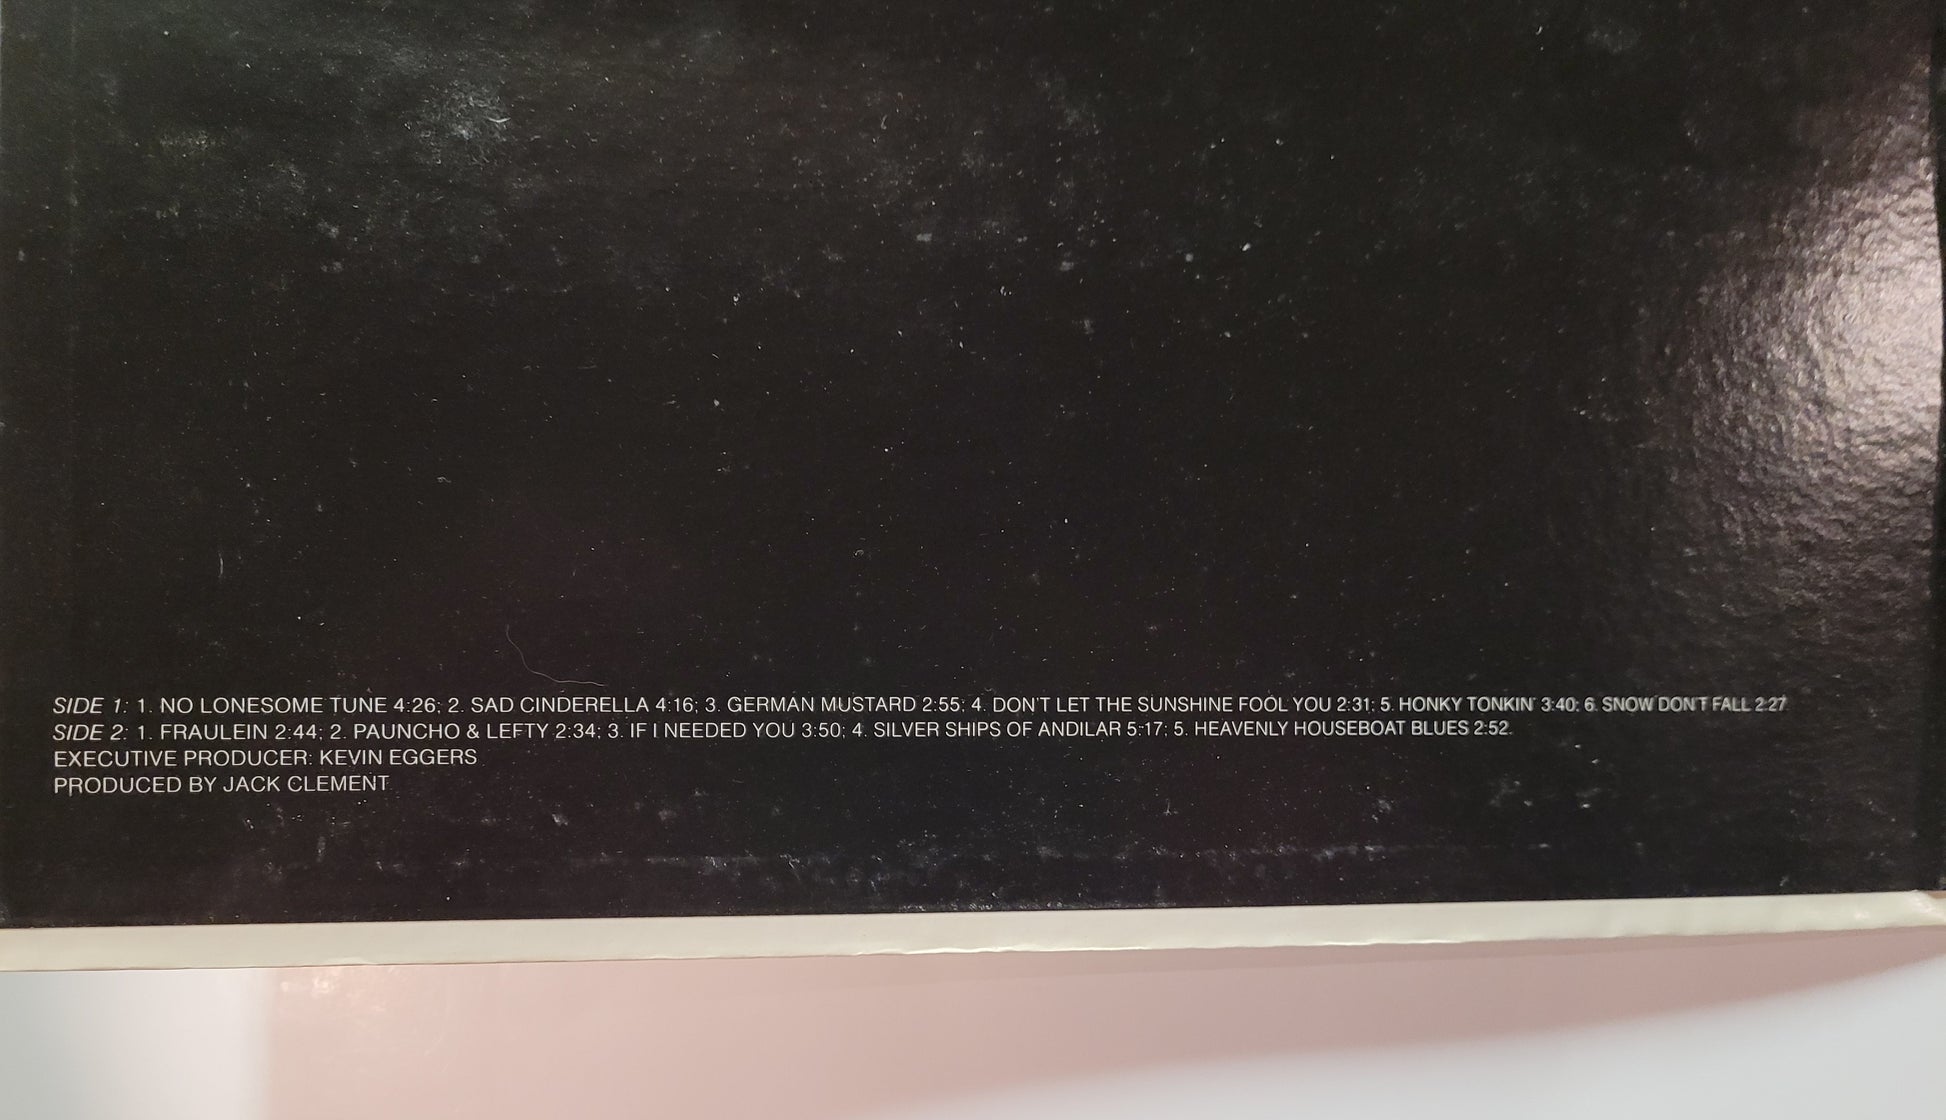 SIDE 1: 1. NO LONESOME TUNE 4:26; 2. SAD CINDERELLA 4:16; 3. GERMAN MUSTARD 2:55; 4. DON'T LET THE SUNSHINE FOOL YOU 2:31; 5. HONKY TONKIN' 3:40; 6. SNOW DON'T FALL 2:27
SIDE 2: 1. FRAULEIN 2:44; 2. PAUNCHO & LEFTY 2:34; 3. IF I NEEDED YOU 3:50; 4. SILVER SHIPS OF ANDILAR 5:17; 5. HEAVENLY HOUSEBOAT BLUES 2:52.
EXECUTIVE PRODUCER: KEVIN EGGERS
PRODUCED BY JACK CLEMENT